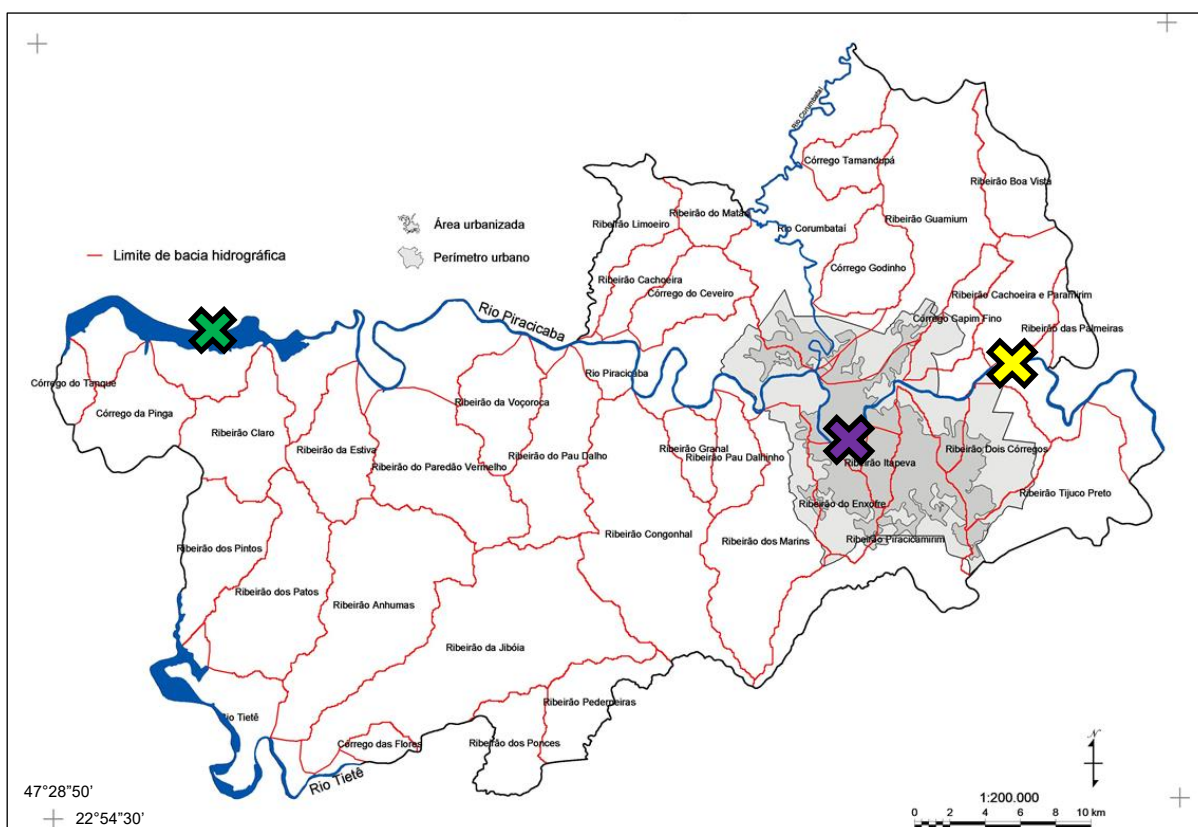 Rio Corumbataí
Córrego Tamandupá
Ribeirão Boa Vista
Ribeirão do Matão
Ribeirão Guamium
Ribeirão Limoeiro
Rio Corumbataí
Área urbanizada
Limite de bacia hidrográfica
Perímetro urbano
Córrego Godinho
Ribeirão Cachoeira
Córrego do Ceveiro
Ribeirão Cachoeira e Paramirim
Rio Piracicaba
Córrego Capim Fino
Ribeirão das Palmeiras
Rio Piracicaba
Córrego do Tanque
Ribeirão da Voçoroca
Córrego da Pinga
Ribeirão Claro
Ribeirão da Estiva
Ribeirão do Pau Dalho
Ribeirão Granal
Ribeirão Pau Dalhinho
Ribeirão Dois Córregos
Ribeirão do Paredão Vermelho
Ribeirão Itapeva
Ribeirão Tijuco Preto
Ribeirão do Enxofre
Ribeirão Congonhal
Ribeirão dos Marins
Ribeirão Piracicamirim
Ribeirão dos Pintos
Ribeirão dos Patos
Ribeirão Anhumas
Ribeirão da Jibóia
Ribeirão Pederneiras
Rio Tietê
Córrego das Flores
Ribeirão dos Ponces
Rio Tietê
N
47°28"50'
22°54"30'
1:200.000
0 2 4 6 8 10 km